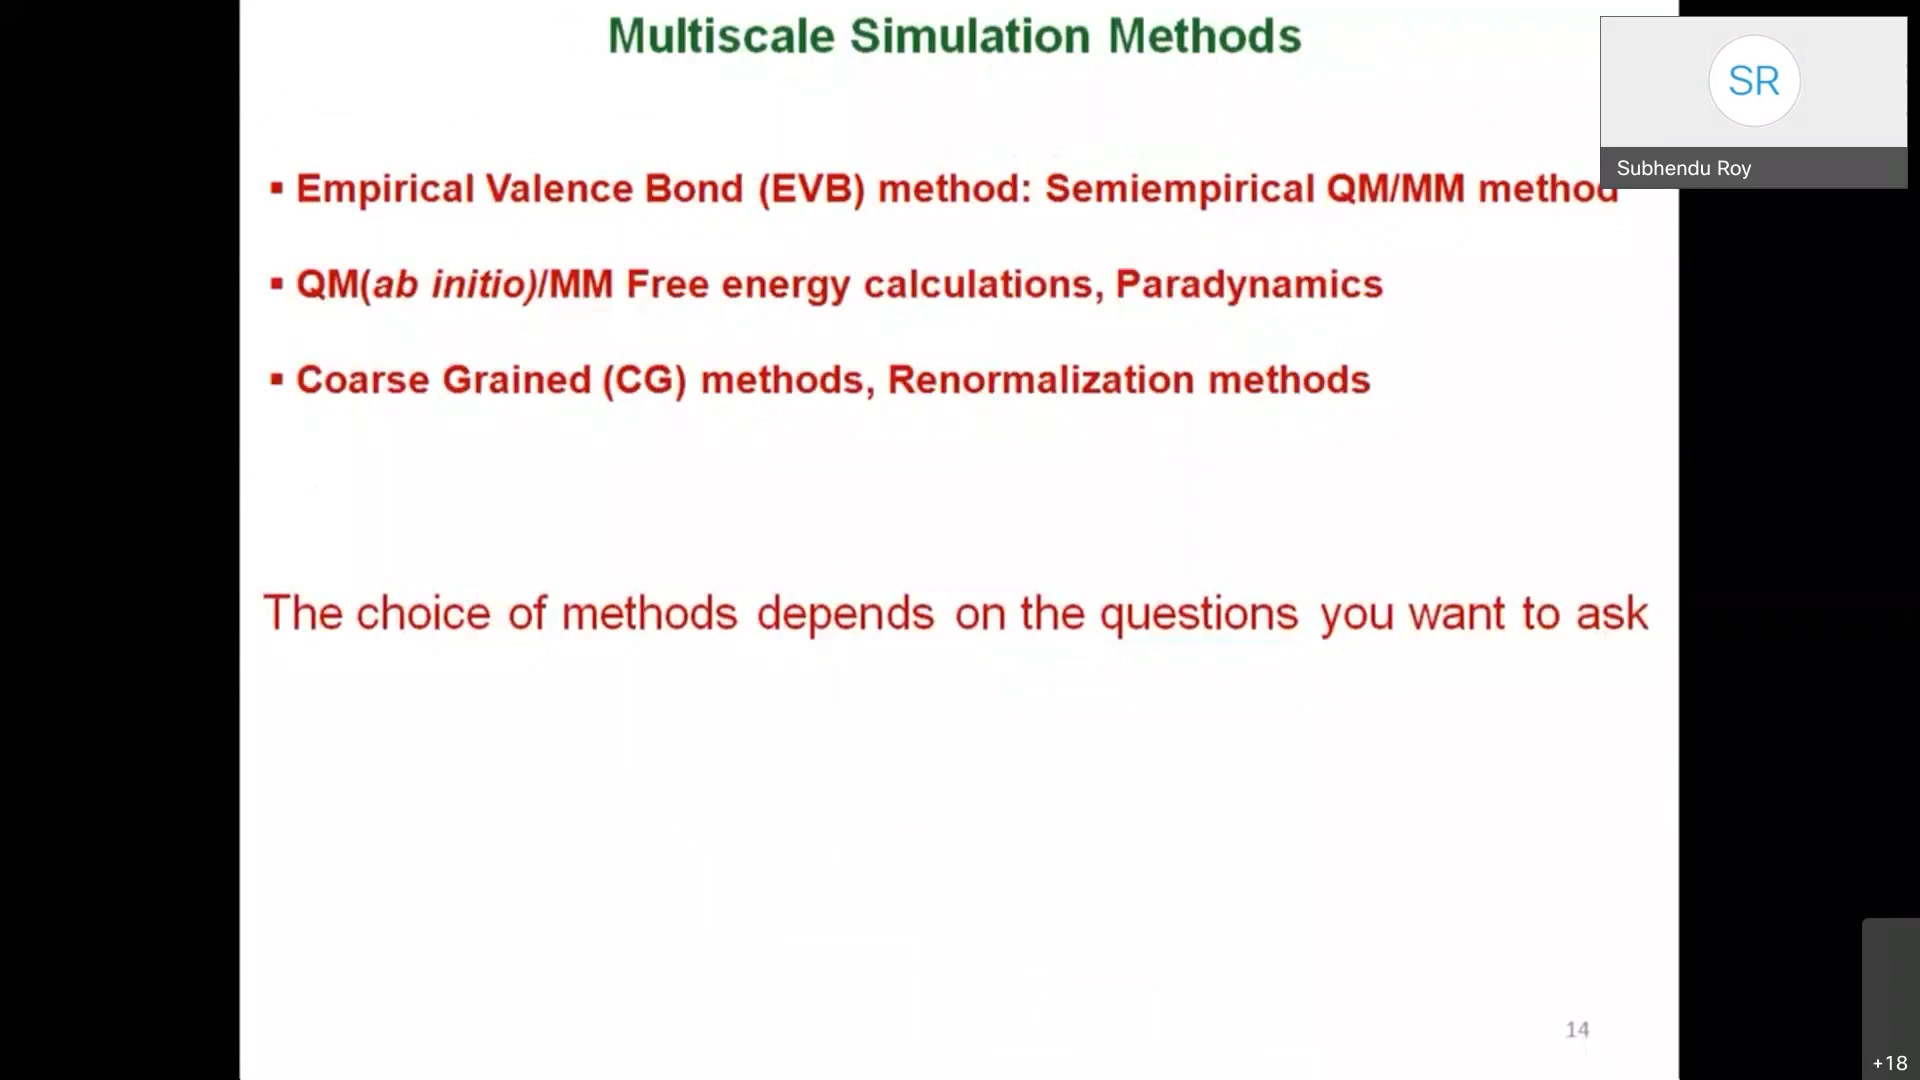 Multiscale Simulation Methods
SR
Subhendu Roy
▪ Empirical Valence Bond (EVB) method: Semiempirical QM/MM method
▪ QM(ab initio)/MM Free energy calculations, Paradynamics
▪ Coarse Grained (CG) methods, Renormalization methods
The choice of methods depends on the questions you want to ask
14
+18